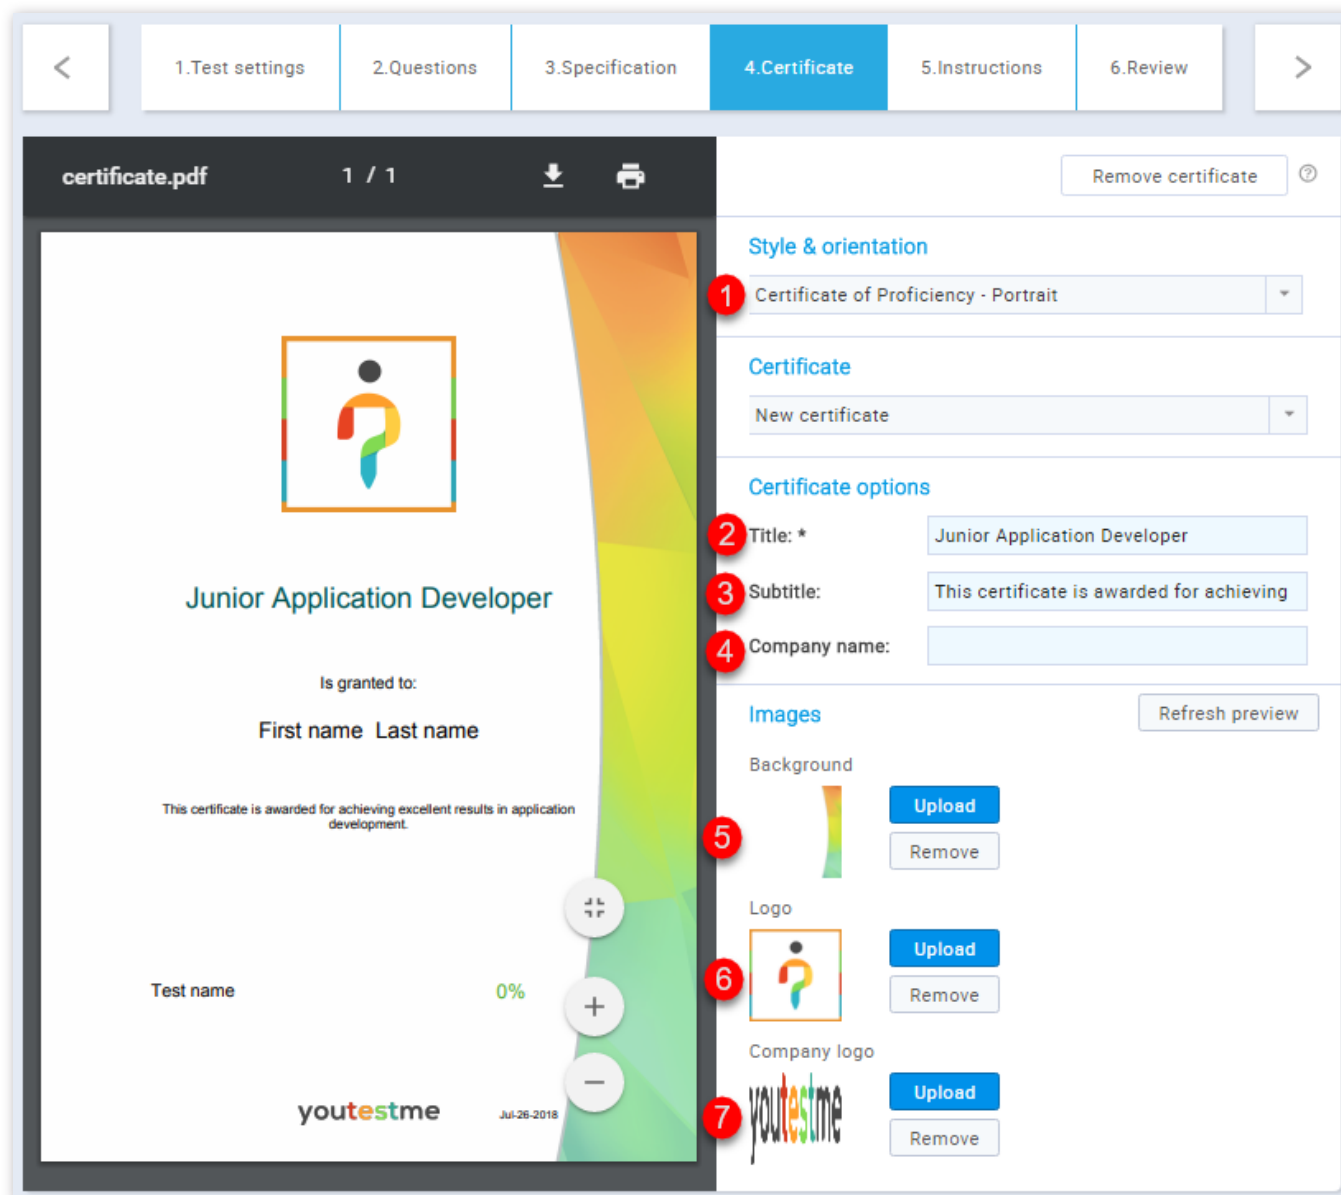 1.Test settings
2.Questions
3.Specification
4.Certificate
5.Instructions
6.Review
certificate.pdf
1 / 1
Junior Application Developer
Is granted to:
First name Last name
This certificate is awarded for achieving excellent results in application
development.
Test name
0%
youtestme
Jul-26-2018
Remove certificate
Style & orientation
1
Certificate of Proficiency - Portrait
Certificate
New certificate
Certificate options
2
Title: *
Junior Application Developer
3
Subtitle:
This certificate is awarded for achieving
4
Company name:
Images
Refresh preview
Background
5
Upload
Remove
Logo
6
Upload
Remove
Company logo
7
youtestme
Upload
Remove